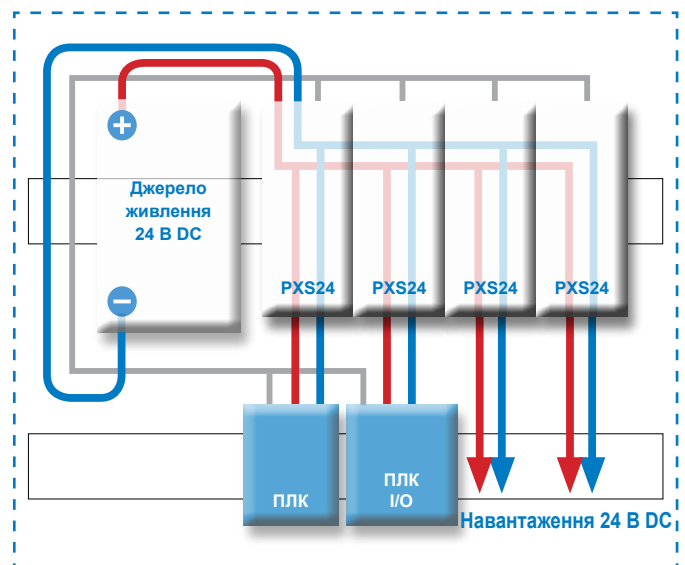 +
Джерело
живлення
24 В DC
−
PXS24
PXS24
PXS24
PXS24
ПЛК
ПЛК
I/O
Навантаження 24 В DC